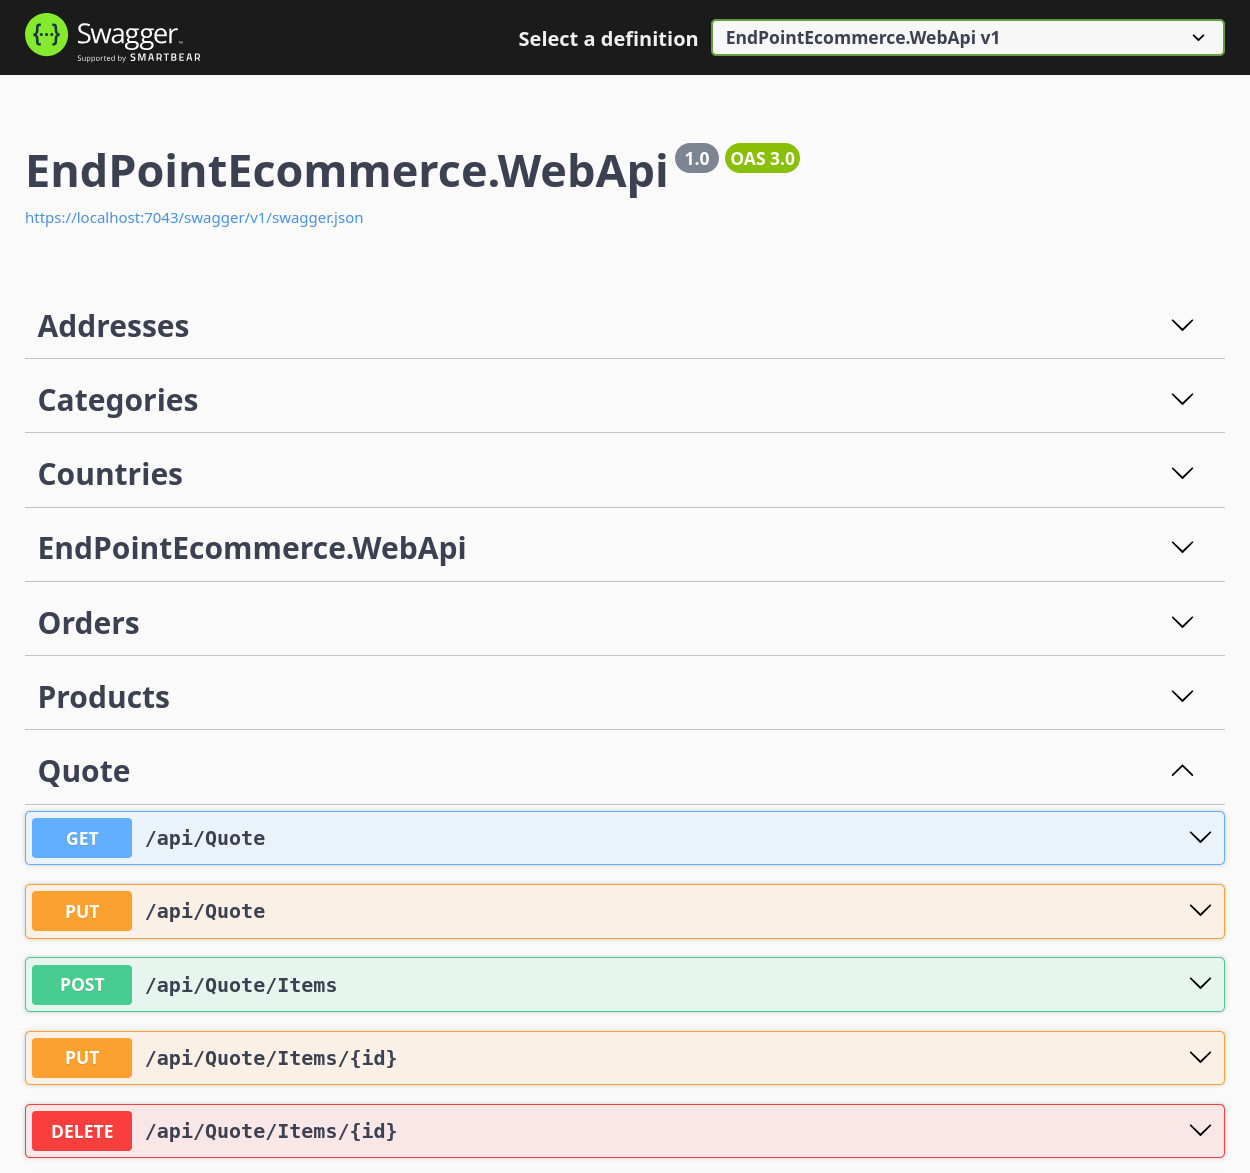 {...} Swagger™
Supported by SMARTBEAR
Select a definition
EndPointEcommerce.WebApi v1
EndPointEcommerce.WebApi 1.0 OAS 3.0
https://localhost:7043/swagger/v1/swagger.json
Addresses
Categories
Countries
EndPointEcommerce.WebApi
Orders
Products
Quote
GET /api/Quote
PUT /api/Quote
POST /api/Quote/Items
PUT /api/Quote/Items/{id}
DELETE /api/Quote/Items/{id}